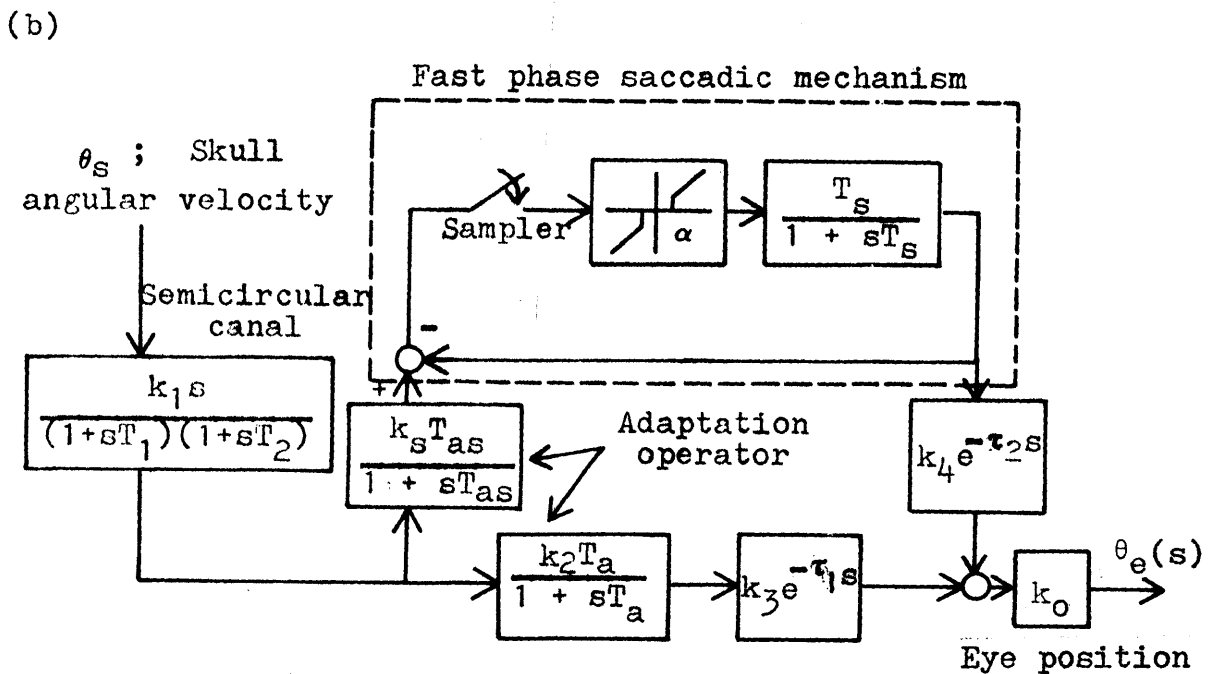 (b)
Fast phase saccadic mechanism
θs ; Skull
angular velocity
Sampler
α
Ts
1 + sTs
Semicircular
canal
-
k1s
(1+sT1)(1+sT2)
+
ksTas
1 + sTas
Adaptation
operator
k4e-τ2s
k2Ta
1 + sTa
k3e-τ1s
ko
θe(s)
Eye position